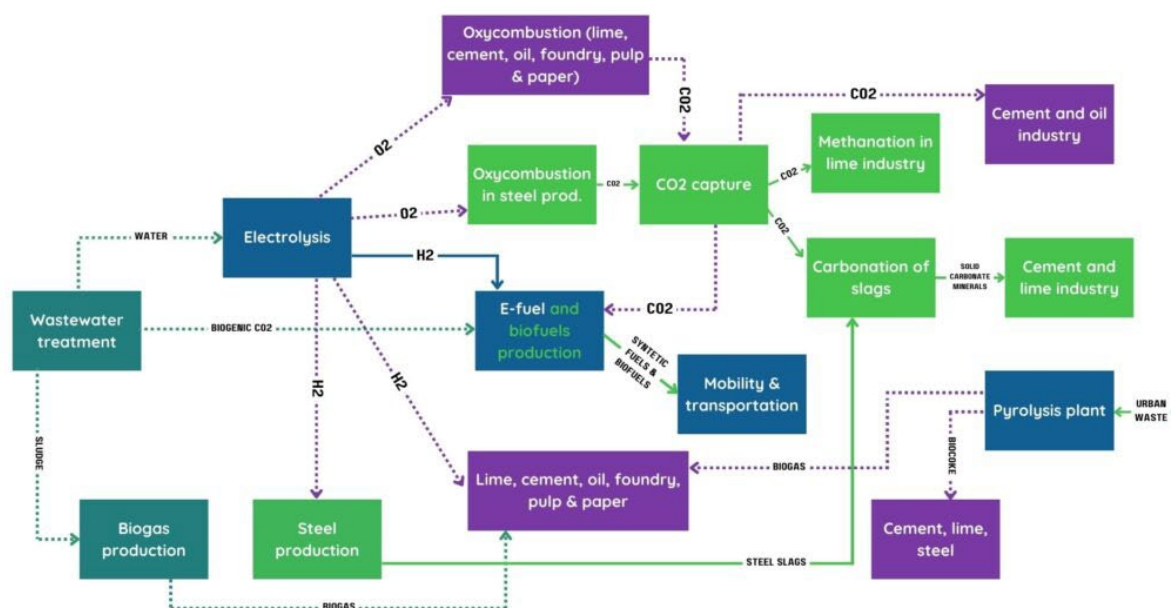 Oxycombustion (lime,
cement, oil, foundry, pulp
& paper)
CO2
CO2
Cement and oil
industry
O2
Oxycombustion
in steel prod.
CO2
CO2 capture
CO2
Methanation in
lime industry
O2
CO2
WATER
Electrolysis
H2
Carbonation of
slags
SOLID
CARBONATE
MINERALS
Cement and
lime industry
Wastewater
treatment
BIOGENIC CO2
E-fuel and
biofuels
production
CO2
SYNTETIC
FUELS &
BIOFUELS
Mobility &
transportation
Pyrolysis plant
URBAN
WASTE
H2
H2
SLUDGE
BIOCOKE
Lime, cement, oil, foundry,
pulp & paper
BIOGAS
Biogas
production
Steel
production
STEEL SLAGS
Cement, lime,
steel
BIOGAS